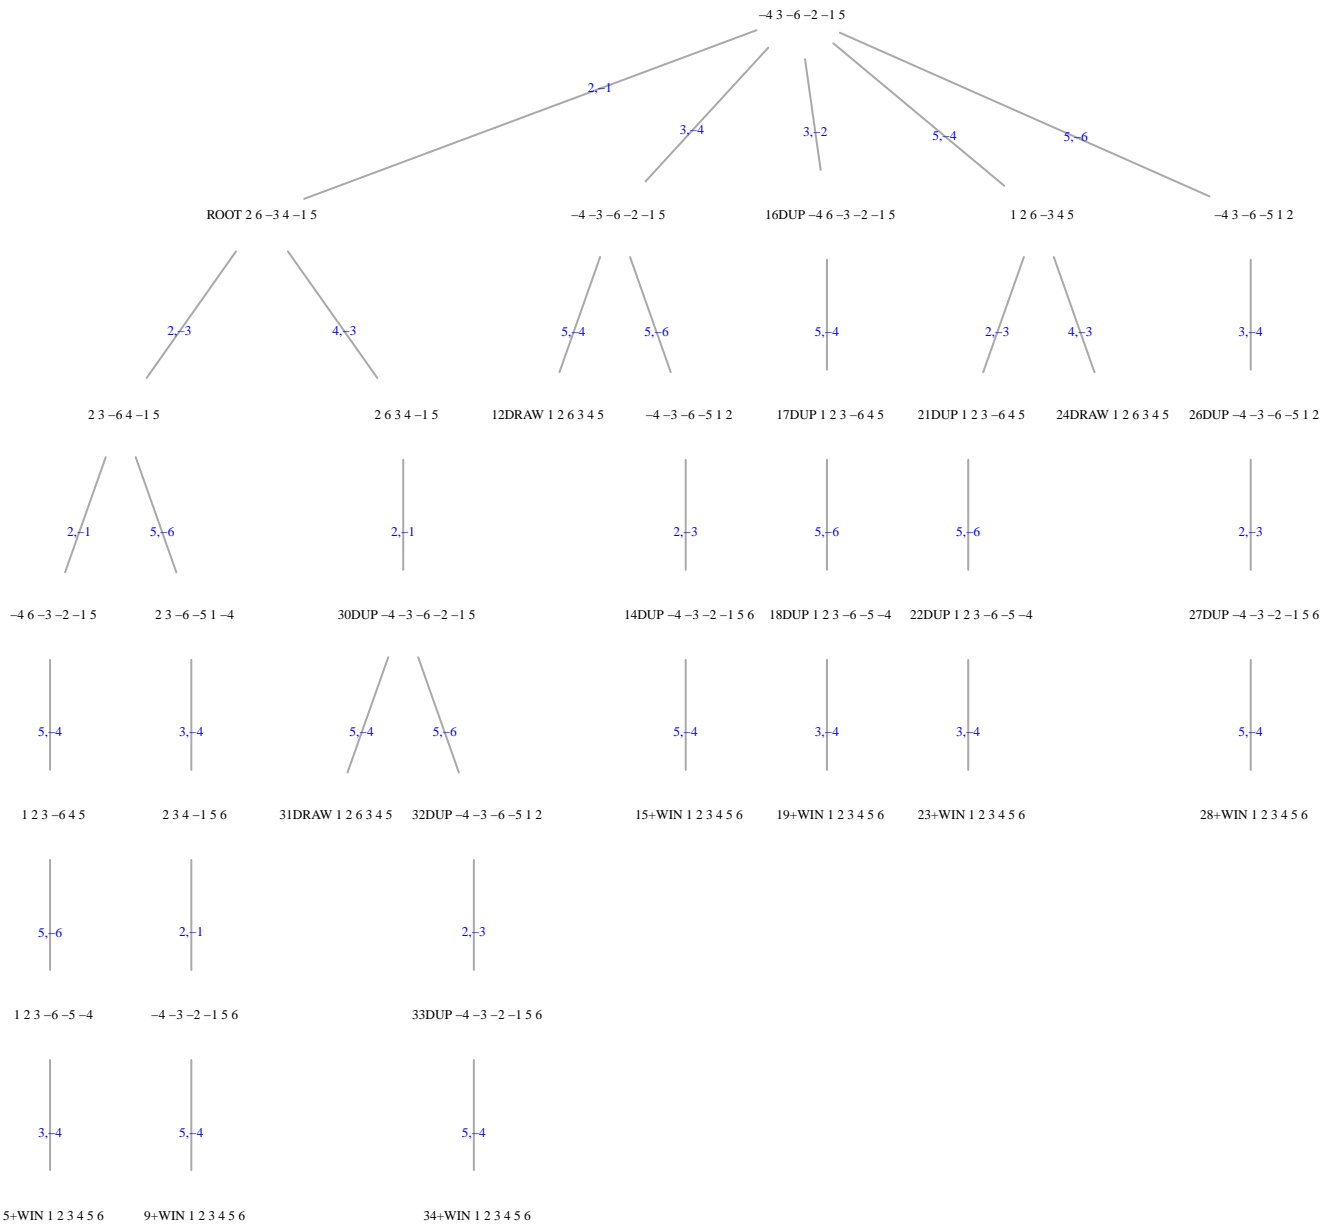 −4 3 −6 −2 −1 5
2,−1
3,−4
3,−2
5,−4
5,−6
ROOT 2 6 −3 4 −1 5
−4 −3 −6 −2 −1 5
16DUP −4 6 −3 −2 −1 5
1 2 6 −3 4 5
−4 3 −6 −5 1 2
2,−3
4,−3
5,−4
5,−6
5,−4
2,−3
4,−3
3,−4
2 3 −6 4 −1 5
2 6 3 4 −1 5
12DRAW 1 2 6 3 4 5
−4 −3 −6 −5 1 2
17DUP 1 2 3 −6 4 5
21DUP 1 2 3 −6 4 5
24DRAW 1 2 6 3 4 5
26DUP −4 −3 −6 −5 1 2
2,−1
5,−6
2,−1
2,−3
5,−6
5,−6
2,−3
−4 6 −3 −2 −1 5
2 3 −6 −5 1 −4
30DUP −4 −3 −6 −2 −1 5
14DUP −4 −3 −2 −1 5 6
18DUP 1 2 3 −6 −5 −4
22DUP 1 2 3 −6 −5 −4
27DUP −4 −3 −2 −1 5 6
5,−4
3,−4
5,−4
5,−6
5,−4
3,−4
3,−4
5,−4
1 2 3 −6 4 5
2 3 4 −1 5 6
31DRAW 1 2 6 3 4 5
32DUP −4 −3 −6 −5 1 2
15+WIN 1 2 3 4 5 6
19+WIN 1 2 3 4 5 6
23+WIN 1 2 3 4 5 6
28+WIN 1 2 3 4 5 6
5,−6
2,−1
2,−3
1 2 3 −6 −5 −4
−4 −3 −2 −1 5 6
33DUP −4 −3 −2 −1 5 6
3,−4
5,−4
5,−4
5+WIN 1 2 3 4 5 6
9+WIN 1 2 3 4 5 6
34+WIN 1 2 3 4 5 6